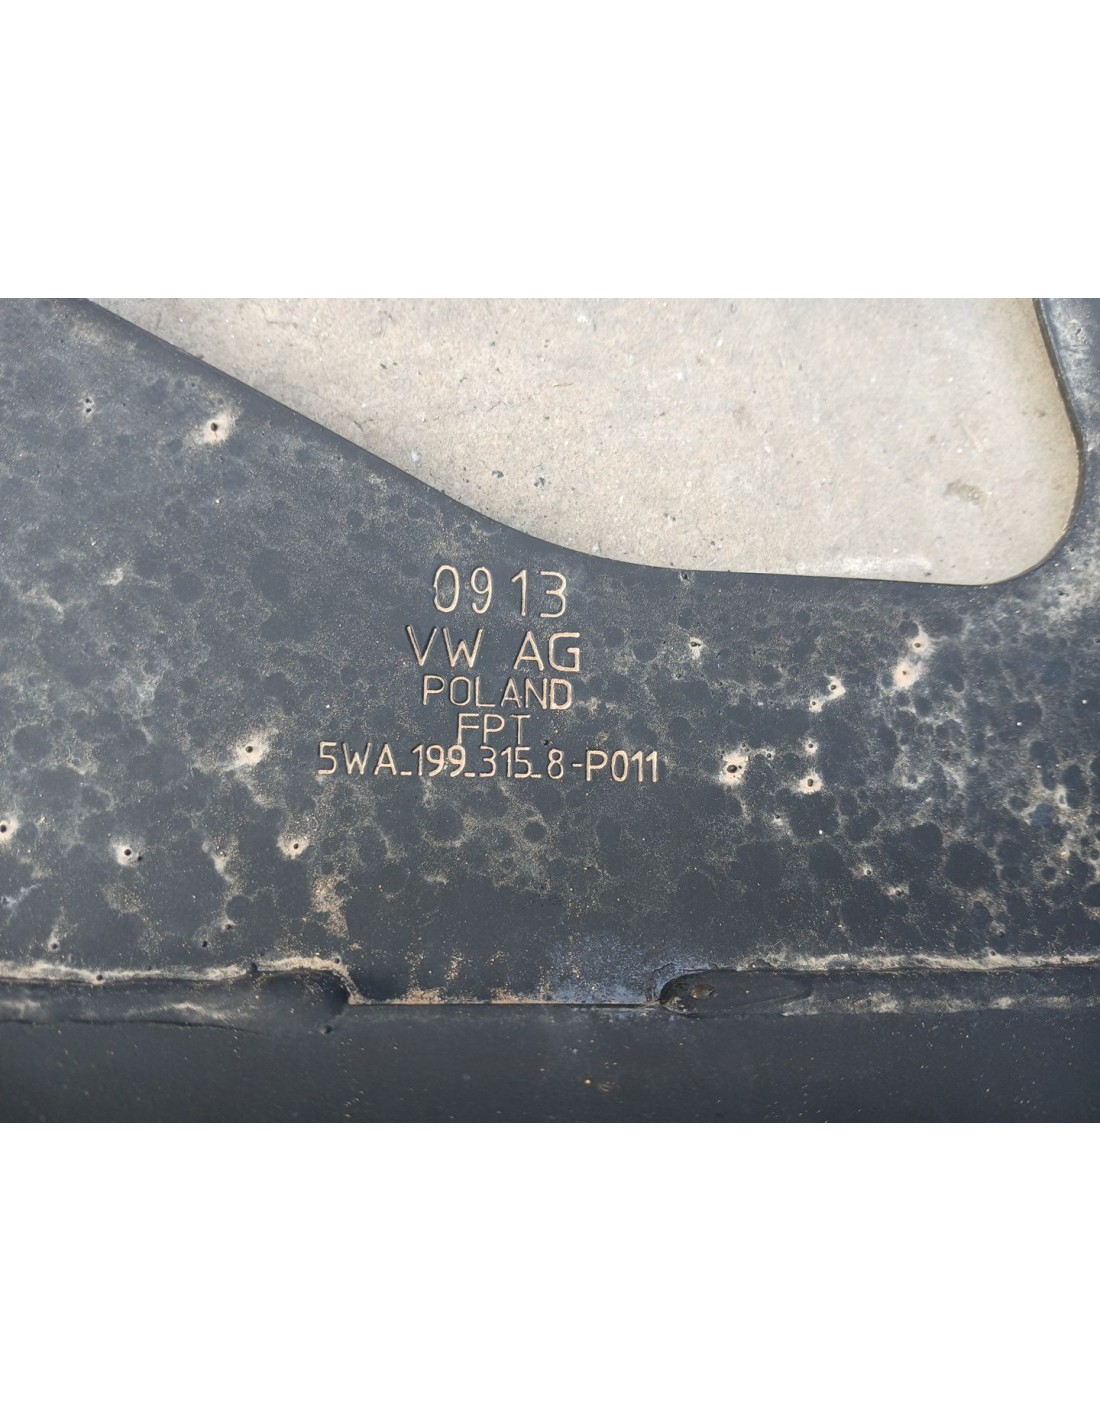 0913
VW AG
POLAND
FPT
5WA_199_315_8-P011